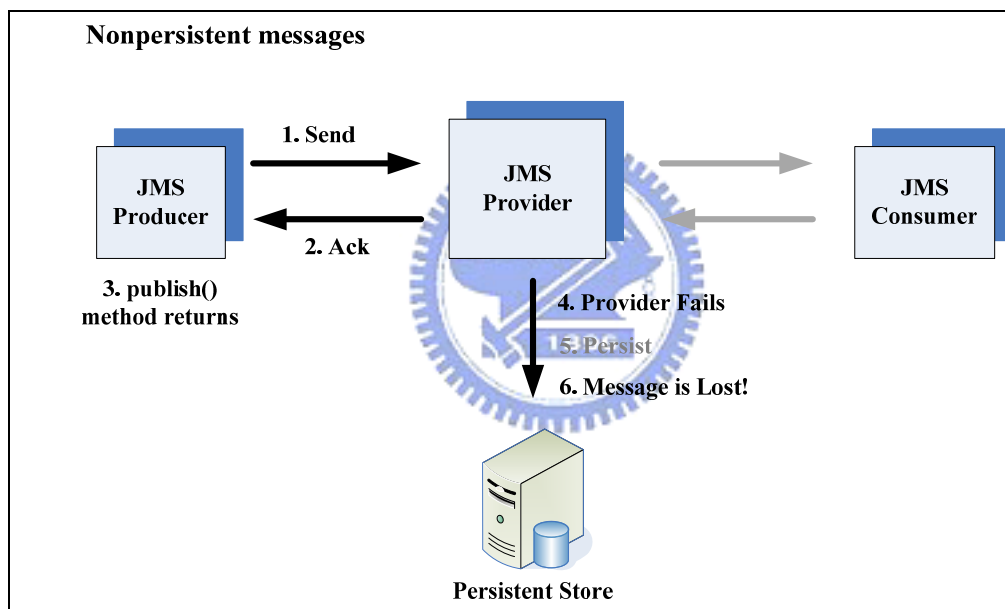 Nonpersistent messages
1. Send
JMS
Producer
JMS
Provider
JMS
Consumer
2. Ack
3. publish()
method returns
4. Provider Fails
5. Persist
6. Message is Lost!
1896
Persistent Store